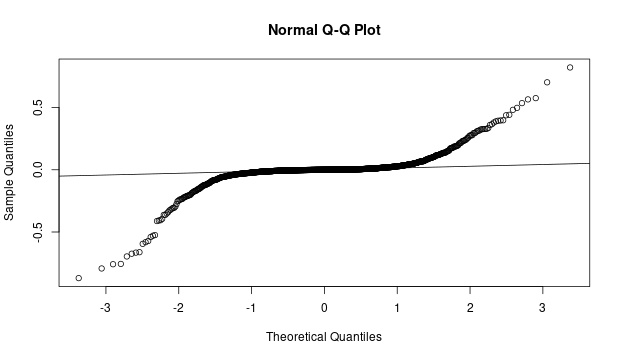 Normal Q-Q Plot
Sample Quantiles
0.5
0.0
-0.5
-3 -2 -1 0 1 2 3
Theoretical Quantiles